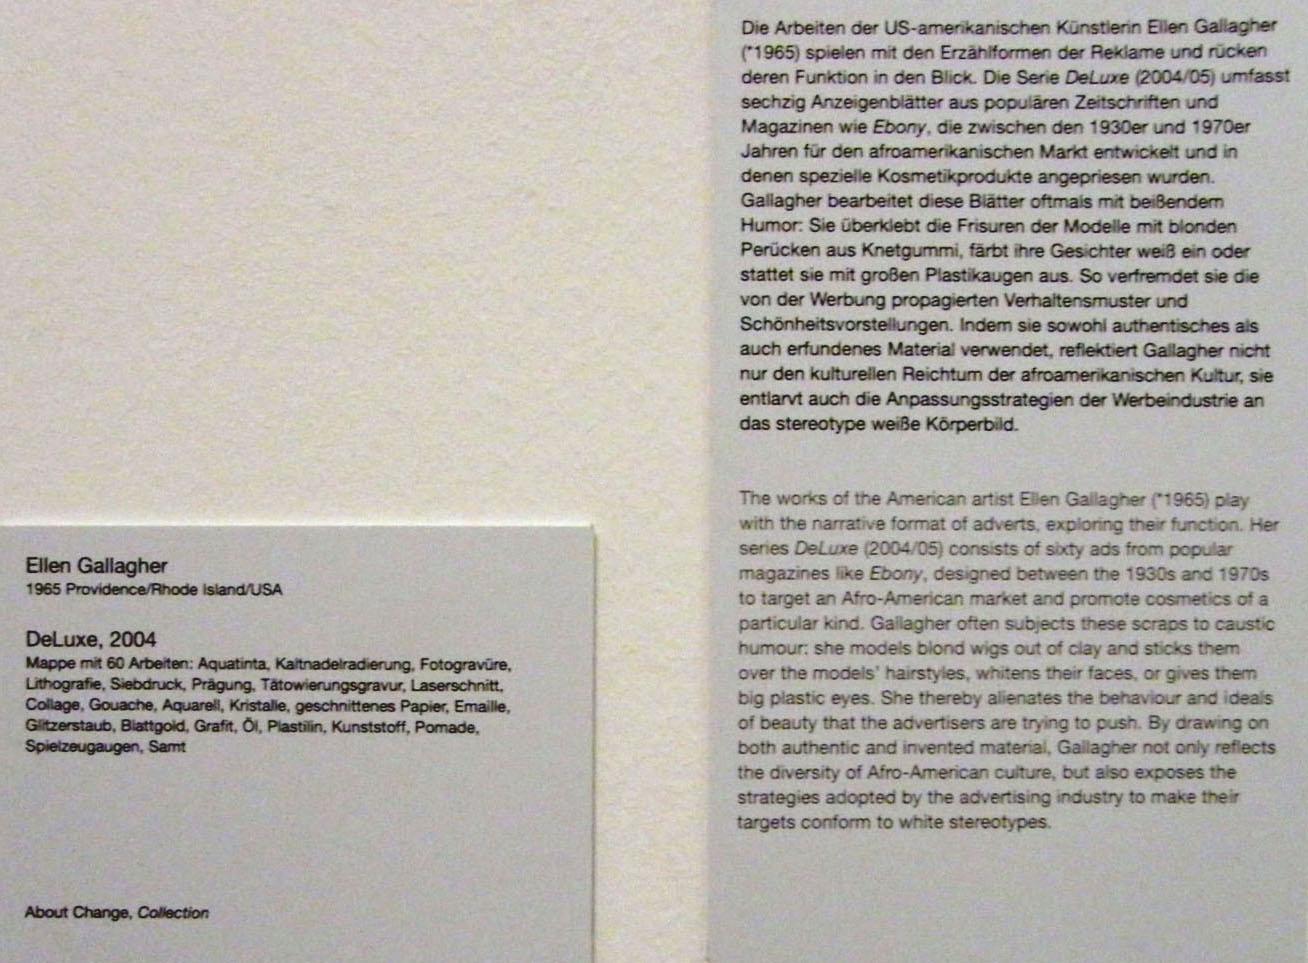 Ellen Gallagher
1965 Providence/Rhode Island/USA
DeLuxe, 2004
Mappe mit 60 Arbeiten: Aquatinta, Kaltnadelradierung, Fotogravüre,
Lithografie, Siebdruck, Prägung, Tätowierungsgravur, Laserschnitt,
Collage, Gouache, Aquarell, Kristalle, geschnittenes Papier, Emaille,
Glitzerstaub, Blattgold, Grafit, Öl, Plastilin, Kunststoff, Pomade,
Spielzeugaugen, Samt
About Change, Collection
Die Arbeiten der US-amerikanischen Künstlerin Ellen Gallagher
(*1965) spielen mit den Erzählformen der Reklame und rücken
deren Funktion in den Blick. Die Serie DeLuxe (2004/05) umfasst
sechzig Anzeigenblätter aus populären Zeitschriften und
Magazinen wie Ebony, die zwischen den 1930er und 1970er
Jahren für den afroamerikanischen Markt entwickelt und in
denen spezielle Kosmetikprodukte angepriesen wurden.
Gallagher bearbeitet diese Blätter oftmals mit beißendem
Humor: Sie überklebt die Frisuren der Modelle mit blonden
Perücken aus Knetgummi, färbt ihre Gesichter weiß ein oder
stattet sie mit großen Plastikaugen aus. So verfremdet sie die
von der Werbung propagierten Verhaltensmuster und
Schönheitsvorstellungen. Indem sie sowohl authentisches als
auch erfundenes Material verwendet, reflektiert Gallagher nicht
nur den kulturellen Reichtum der afroamerikanischen Kultur, sie
entlarvt auch die Anpassungsstrategien der Werbeindustrie an
das stereotype weiße Körperbild.
The works of the American artist Ellen Gallagher (*1965) play
with the narrative format of adverts, exploring their function. Her
series DeLuxe (2004/05) consists of sixty ads from popular
magazines like Ebony, designed between the 1930s and 1970s
to target an Afro-American market and promote cosmetics of a
particular kind. Gallagher often subjects these scraps to caustic
humour: she models blond wigs out of clay and sticks them
over the models' hairstyles, whitens their faces, or gives them
big plastic eyes. She thereby alienates the behaviour and ideals
of beauty that the advertisers are trying to push. By drawing on
both authentic and invented material, Gallagher not only reflects
the diversity of Afro-American culture, but also exposes the
strategies adopted by the advertising industry to make their
targets conform to white stereotypes.